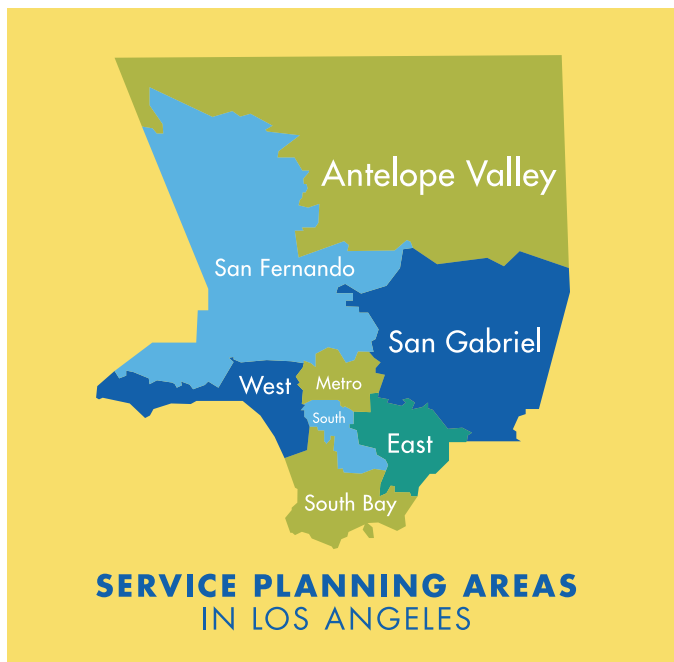 Antelope Valley
San Fernando
San Gabriel
West
Metro
South
East
South Bay
SERVICE PLANNING AREAS
IN LOS ANGELES